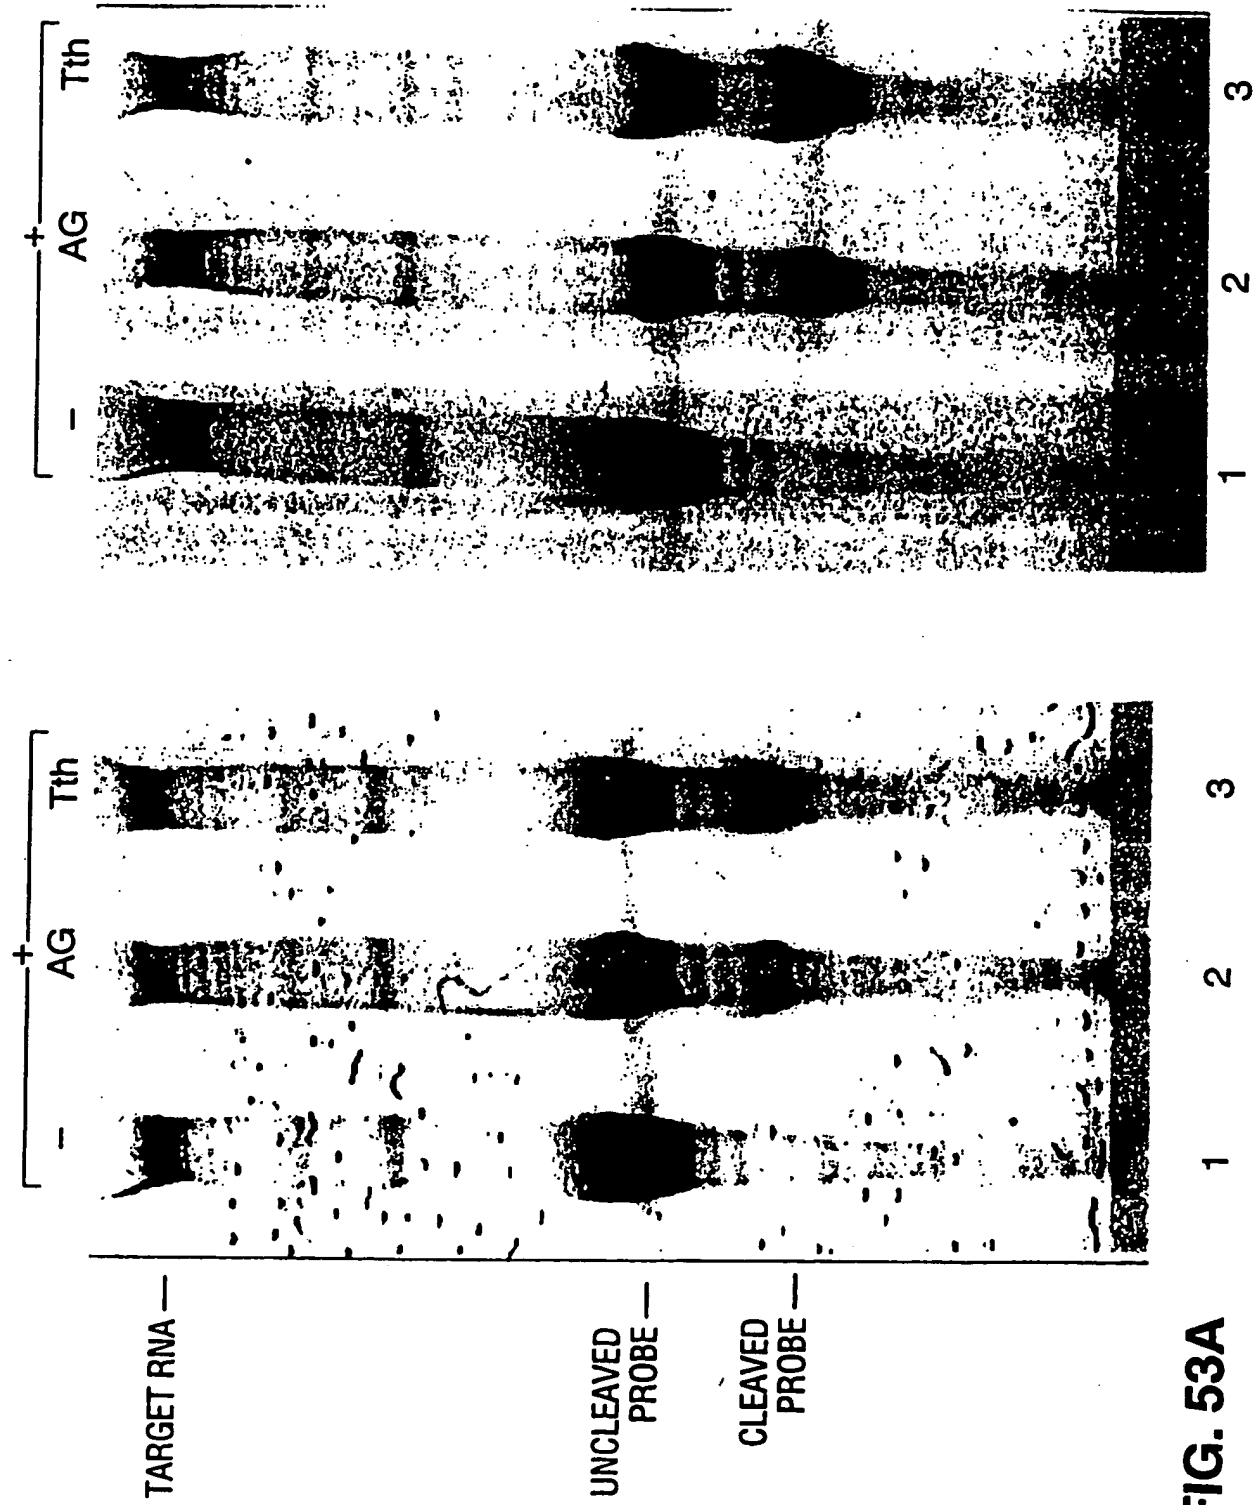 +
– AG Tth
+
– AG Tth
TARGET RNA —
UNCLEAVED
PROBE —
CLEAVED
PROBE —
1 2 3
1 2 3
FIG. 53A